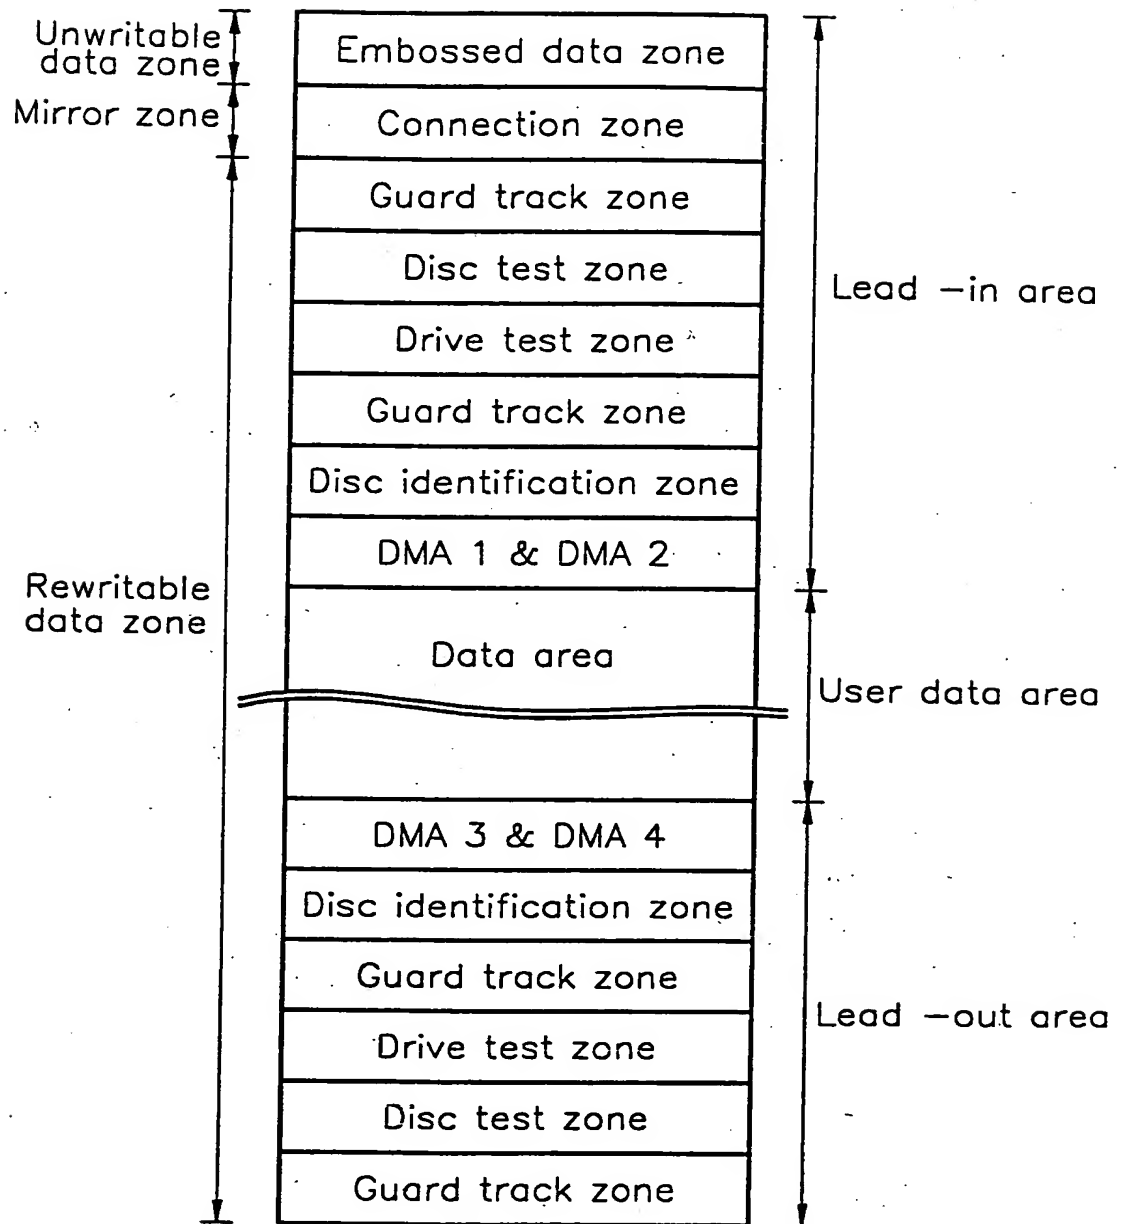 Unwritable
data zone
Embossed data zone
Mirror zone
Connection zone
Guard track zone
Disc test zone
Lead -in area
Drive test zone
Guard track zone
Disc identification zone
DMA 1 & DMA 2
Rewritable
data zone
Data area
User data area
DMA 3 & DMA 4
Disc identification zone
Guard track zone
Lead -out area
Drive test zone
Disc test zone
Guard track zone